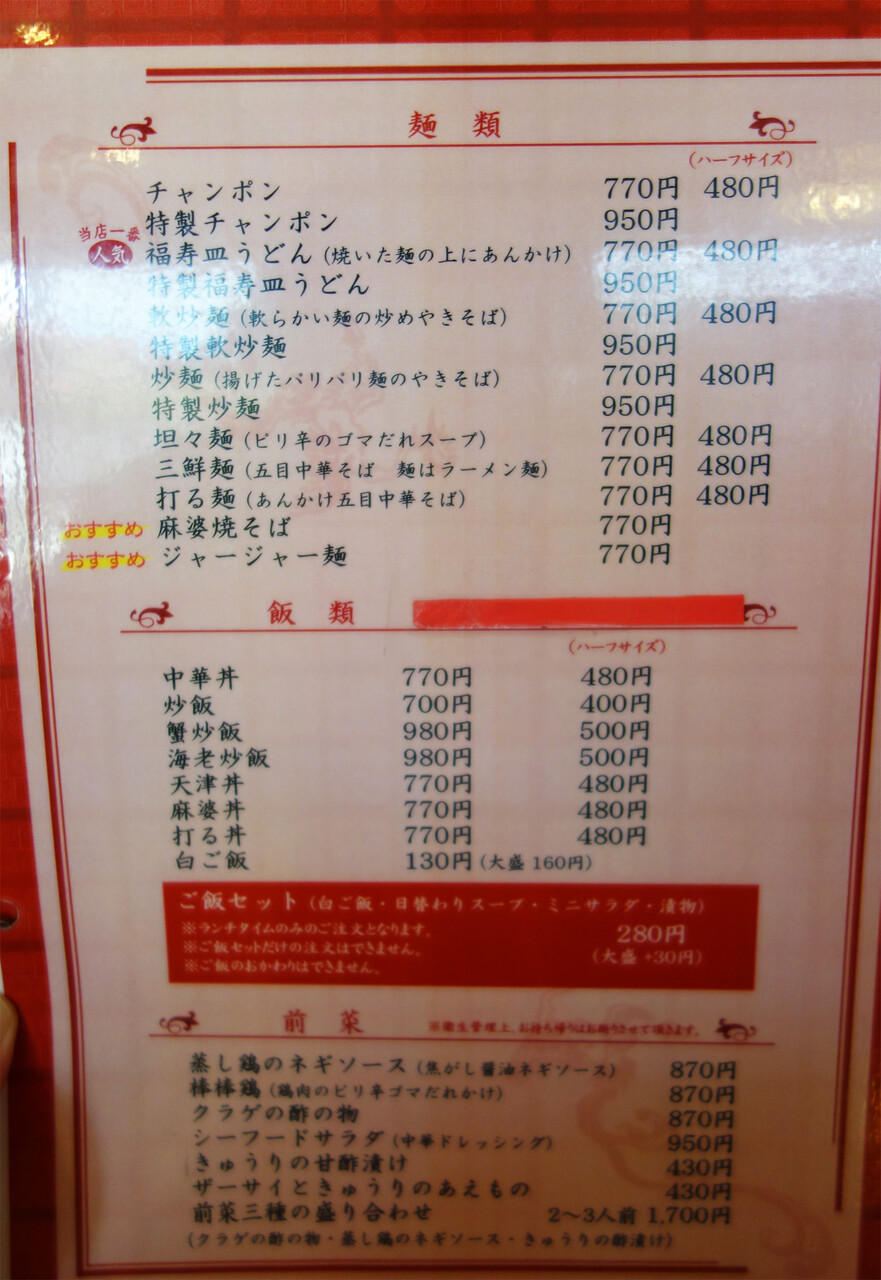 麺 類
(ハーフサイズ)
チャンポン 770円 480円
特製チャンポン 950円
当店一番
人気 福寿皿うどん (焼いた麺の上にあんかけ) 770円 480円
特製福寿皿うどん 950円
軟炒麺 (軟らかい麺の炒めやきそば) 770円 480円
特製軟炒麺 950円
炒麺 (揚げたパリパリ麺のやきそば) 770円 480円
特製炒麺 950円
坦々麺 (ピリ辛のゴマだれスープ) 770円 480円
三鮮麺 (五目中華そば 麺はラーメン麺) 770円 480円
打る麺 (あんかけ五目中華そば) 770円 480円
おすすめ 麻婆焼そば 770円
おすすめ ジャージャー麺 770円
飯 類
(ハーフサイズ)
中華丼 770円 480円
炒飯 700円 400円
蟹炒飯 980円 500円
海老炒飯 980円 500円
天津丼 770円 480円
麻婆丼 770円 480円
打る丼 770円 480円
白ご飯 130円 (大盛 160円)
ご飯セット (白ご飯・日替わりスープ・ミニサラダ・漬物)
※ランチタイムのみのご注文となります。 280円
※ご飯セットだけの注文はできません。 (大盛 +30円)
※ご飯のおかわりはできません。
前 菜 ※衛生管理上、お持ち帰りはお断りさせて頂きます。
蒸し鶏のネギソース (焦がし醤油ネギソース) 870円
棒棒鶏 (鶏肉のピリ辛ゴマだれかけ) 870円
クラゲの酢の物 870円
シーフードサラダ (中華ドレッシング) 950円
きゅうりの甘酢漬け 430円
ザーサイときゅうりのあえもの 430円
前菜三種の盛り合わせ 2〜3人前 1,700円
(クラゲの酢の物・蒸し鶏のネギソース・きゅうりの酢漬け)